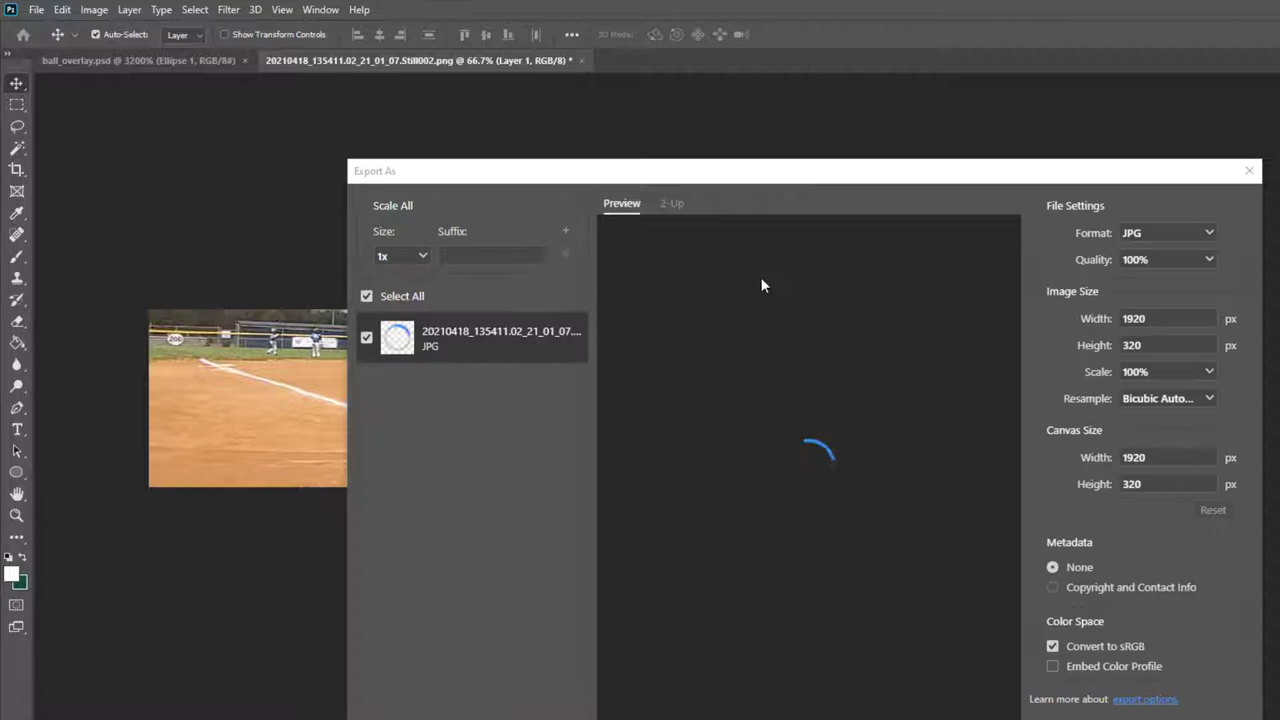 Ps File Edit Image Layer Type Select Filter 3D View Window Help
Auto-Select: Layer Show Transform Controls 3D Mode:
ball_overlay.psd @ 3200% (Ellipse 1, RGB/8#) × 20210418_135411.02_21_01_07.Still002.png @ 66.7% (Layer 1, RGB/8) * ×
Export As
Scale All
Size: Suffix:
1x
Select All
20210418_135411.02_21_01_07....
JPG
Preview 2-Up
File Settings
Format: JPG
Quality: 100%
Image Size
Width: 1920 px
Height: 320 px
Scale: 100%
Resample: Bicubic Auto...
Canvas Size
Width: 1920 px
Height: 320 px
Reset
Metadata
None
Copyright and Contact Info
Color Space
Convert to sRGB
Embed Color Profile
Learn more about export options.
200